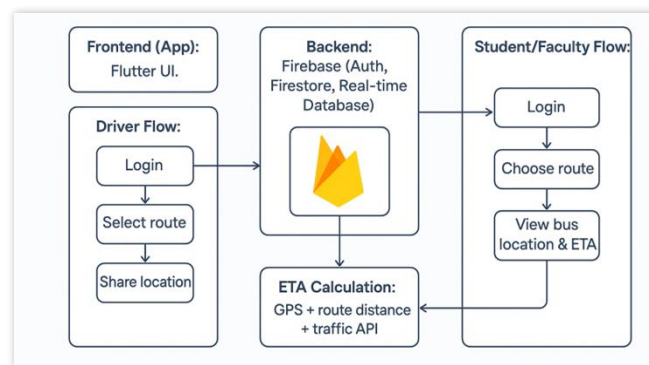 Frontend (App):
Flutter UI.
Driver Flow:
Login
Select route
Share location
Backend:
Firebase (Auth,
Firestore, Real-time
Database)
ETA Calculation:
GPS + route distance
+ traffic API
Student/Faculty Flow:
Login
Choose route
View bus
location & ETA